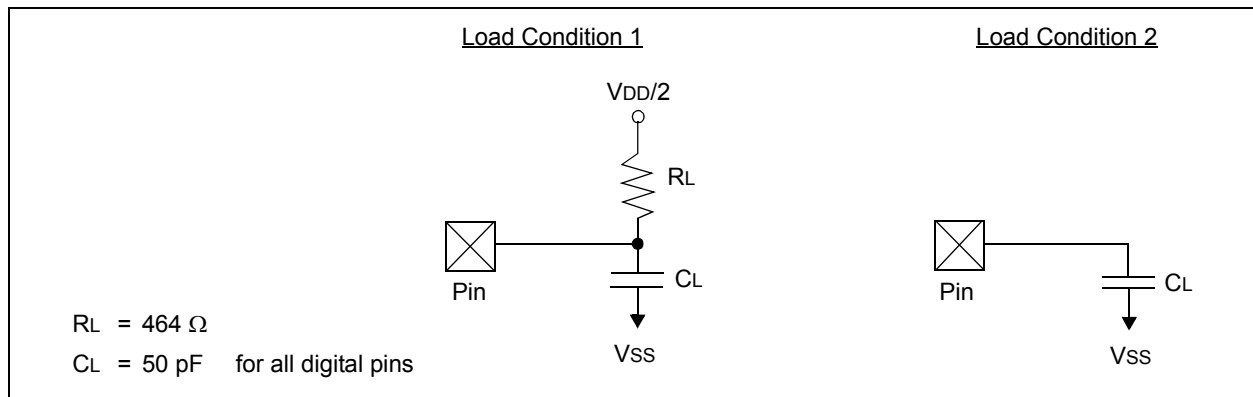 Load Condition 1
Load Condition 2
VDD/2
RL
Pin
CL
VSS
Pin
CL
VSS
RL = 464 Ω
CL = 50 pF for all digital pins